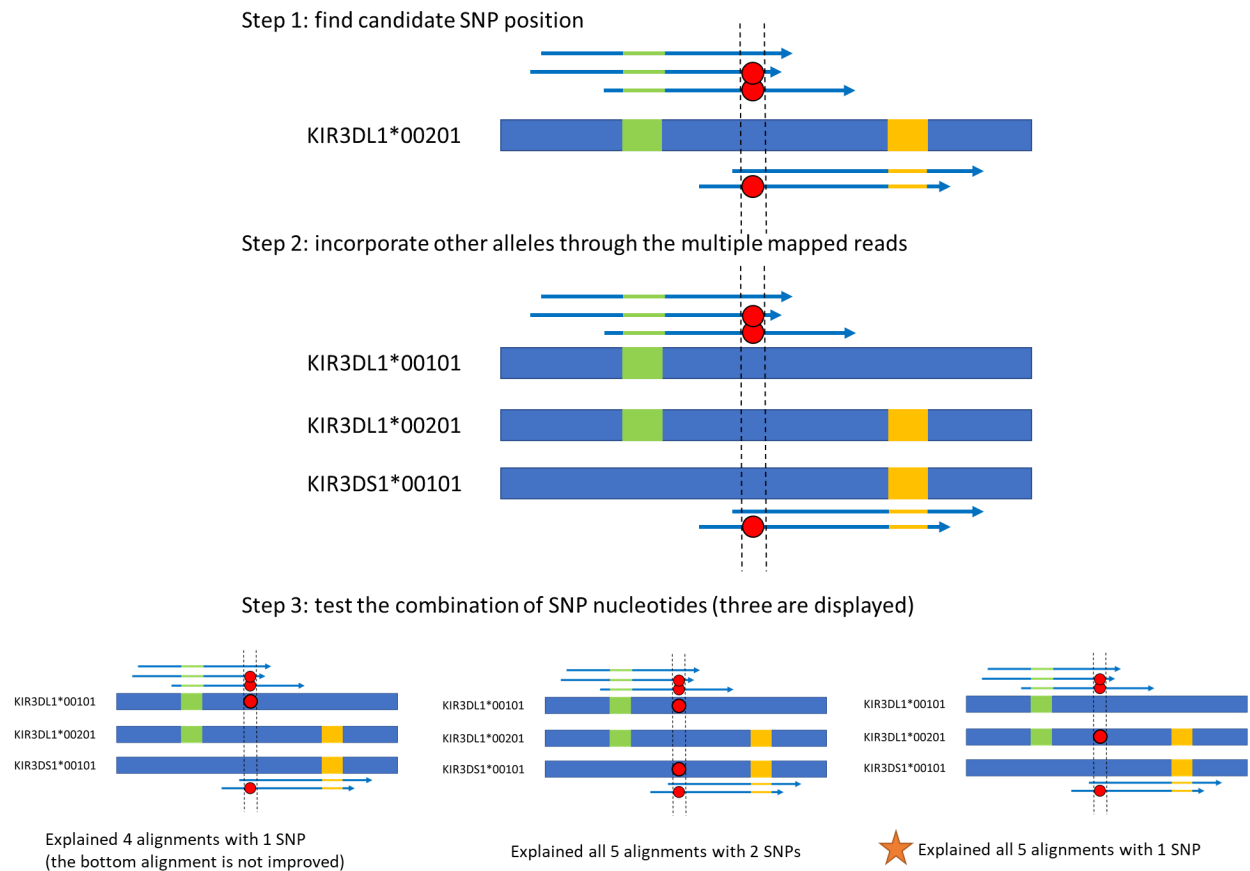 Step 1: find candidate SNP position
KIR3DL1*00201
Step 2: incorporate other alleles through the multiple mapped reads
KIR3DL1*00101
KIR3DL1*00201
KIR3DS1*00101
Step 3: test the combination of SNP nucleotides (three are displayed)
KIR3DL1*00101
KIR3DL1*00201
KIR3DS1*00101
Explained 4 alignments with 1 SNP
(the bottom alignment is not improved)
KIR3DL1*00101
KIR3DL1*00201
KIR3DS1*00101
Explained all 5 alignments with 2 SNPs
KIR3DL1*00101
KIR3DL1*00201
KIR3DS1*00101
Explained all 5 alignments with 1 SNP